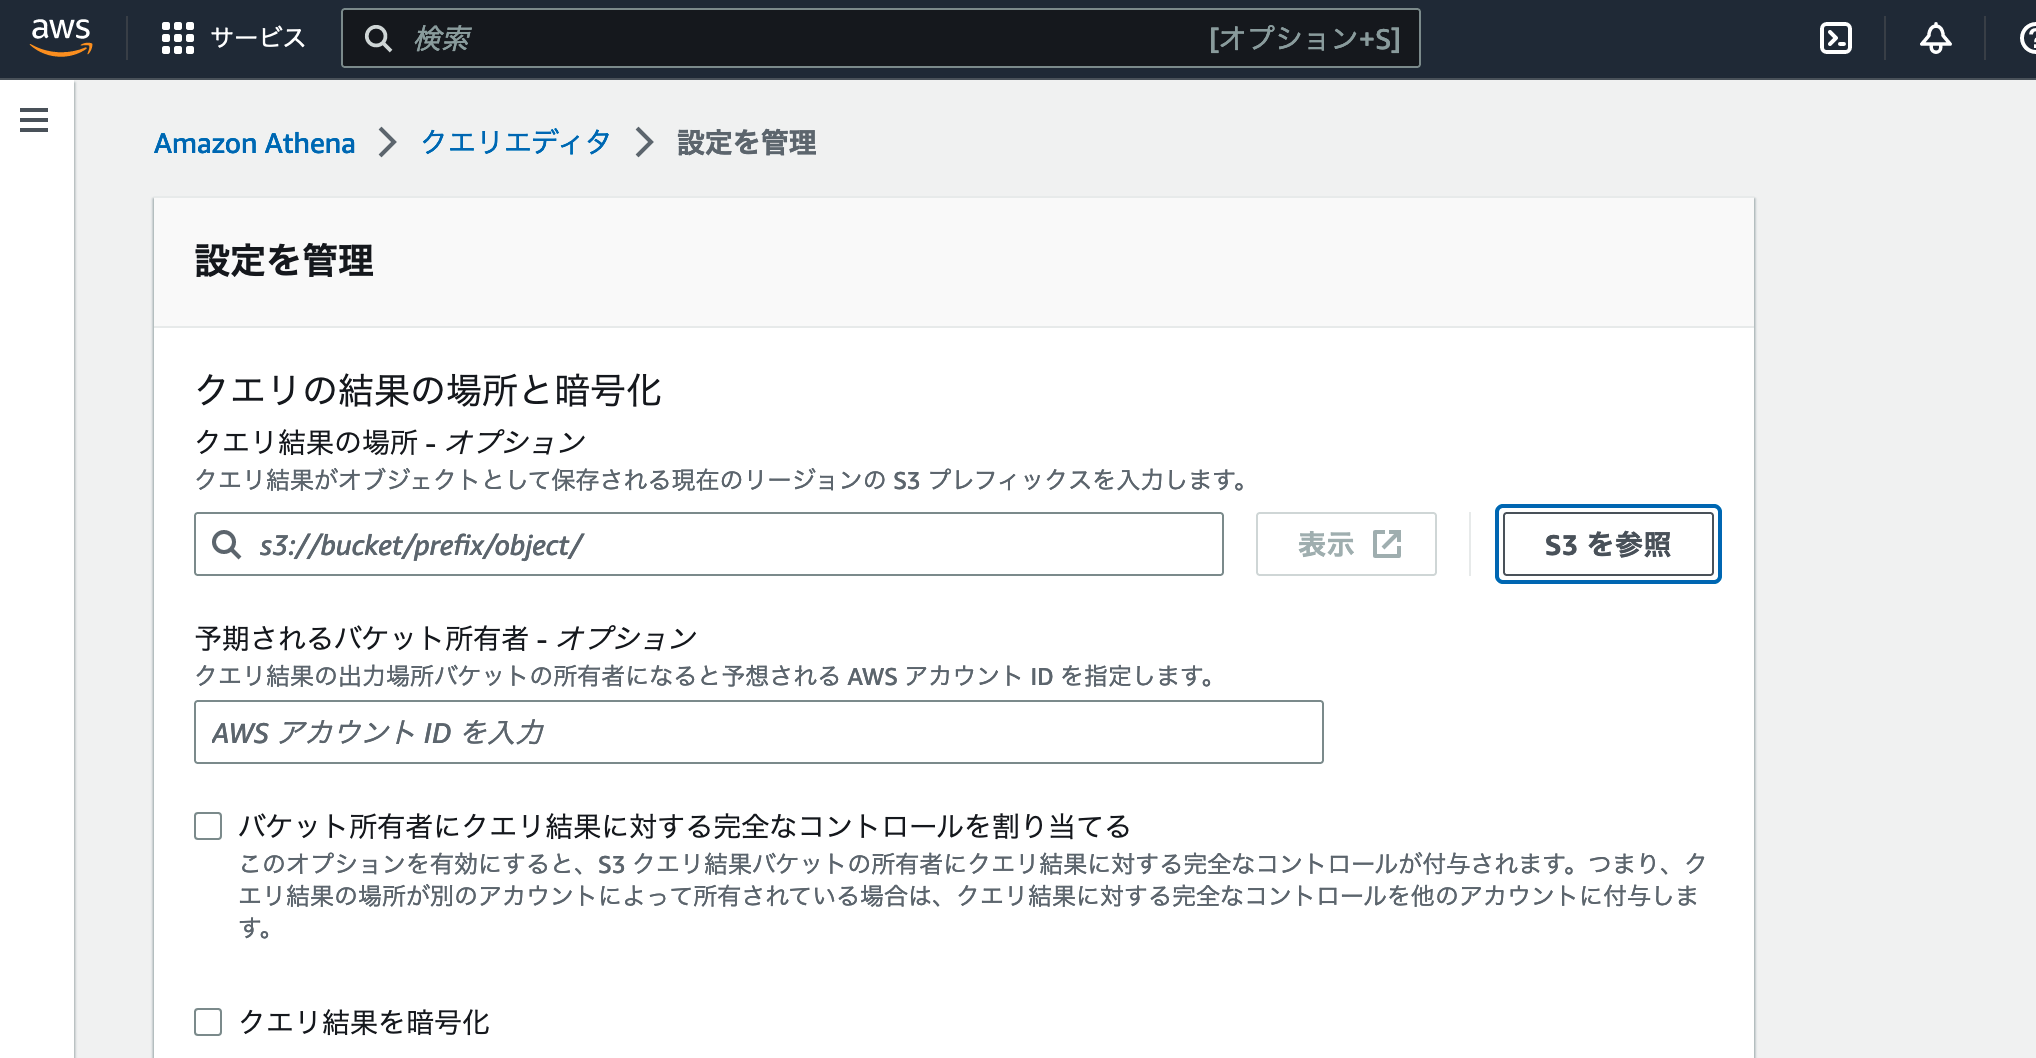 aws
サービス
検索
[オプション+S]
Amazon Athena
クエリエディタ
設定を管理
設定を管理
クエリの結果の場所と暗号化
クエリ結果の場所 - オプション
クエリ結果がオブジェクトとして保存される現在のリージョンの S3 プレフィックスを入力します。
s3://bucket/prefix/object/
表示
S3 を参照
予期されるバケット所有者 - オプション
クエリ結果の出力場所バケットの所有者になると予想される AWS アカウント ID を指定します。
AWS アカウント ID を入力
バケット所有者にクエリ結果に対する完全なコントロールを割り当てる
このオプションを有効にすると、S3 クエリ結果バケットの所有者にクエリ結果に対する完全なコントロールが付与されます。つまり、ク
エリ結果の場所が別のアカウントによって所有されている場合は、クエリ結果に対する完全なコントロールを他のアカウントに付与しま
す。
クエリ結果を暗号化